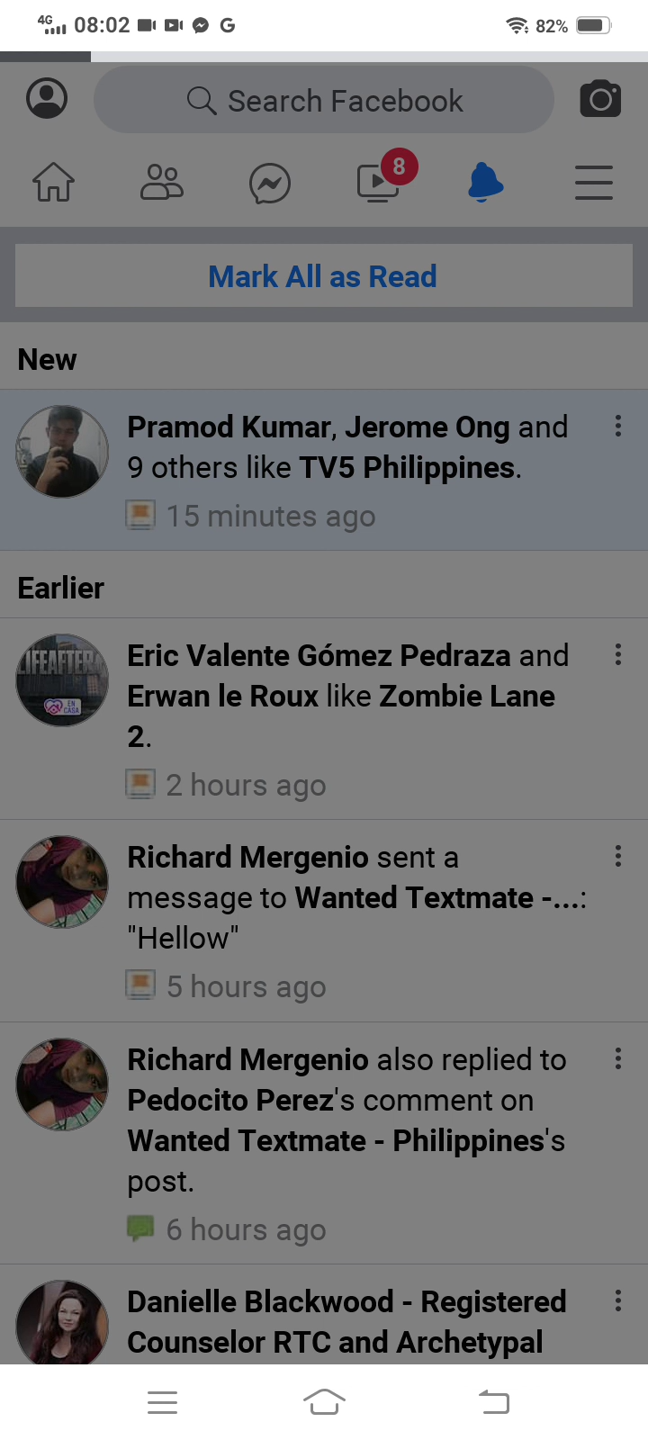 4G 08:02 G 82%
Search Facebook
8
Mark All as Read
New
Pramod Kumar, Jerome Ong and
9 others like TV5 Philippines.
15 minutes ago
Earlier
LIFEAFTER
EN
CASA
Eric Valente Gómez Pedraza and
Erwan le Roux like Zombie Lane
2.
2 hours ago
Richard Mergenio sent a
message to Wanted Textmate -...:
"Hellow"
5 hours ago
Richard Mergenio also replied to
Pedocito Perez's comment on
Wanted Textmate - Philippines's
post.
6 hours ago
Danielle Blackwood - Registered
Counselor RTC and Archetypal